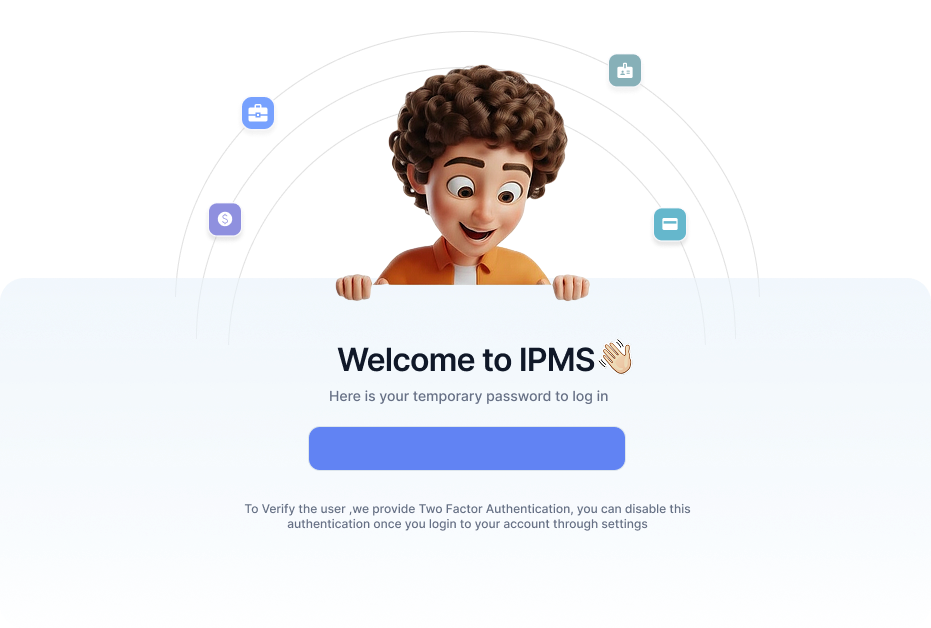 Welcome to IPMS👋
Here is your temporary password to log in
To Verify the user ,we provide Two Factor Authentication, you can disable this
authentication once you login to your account through settings